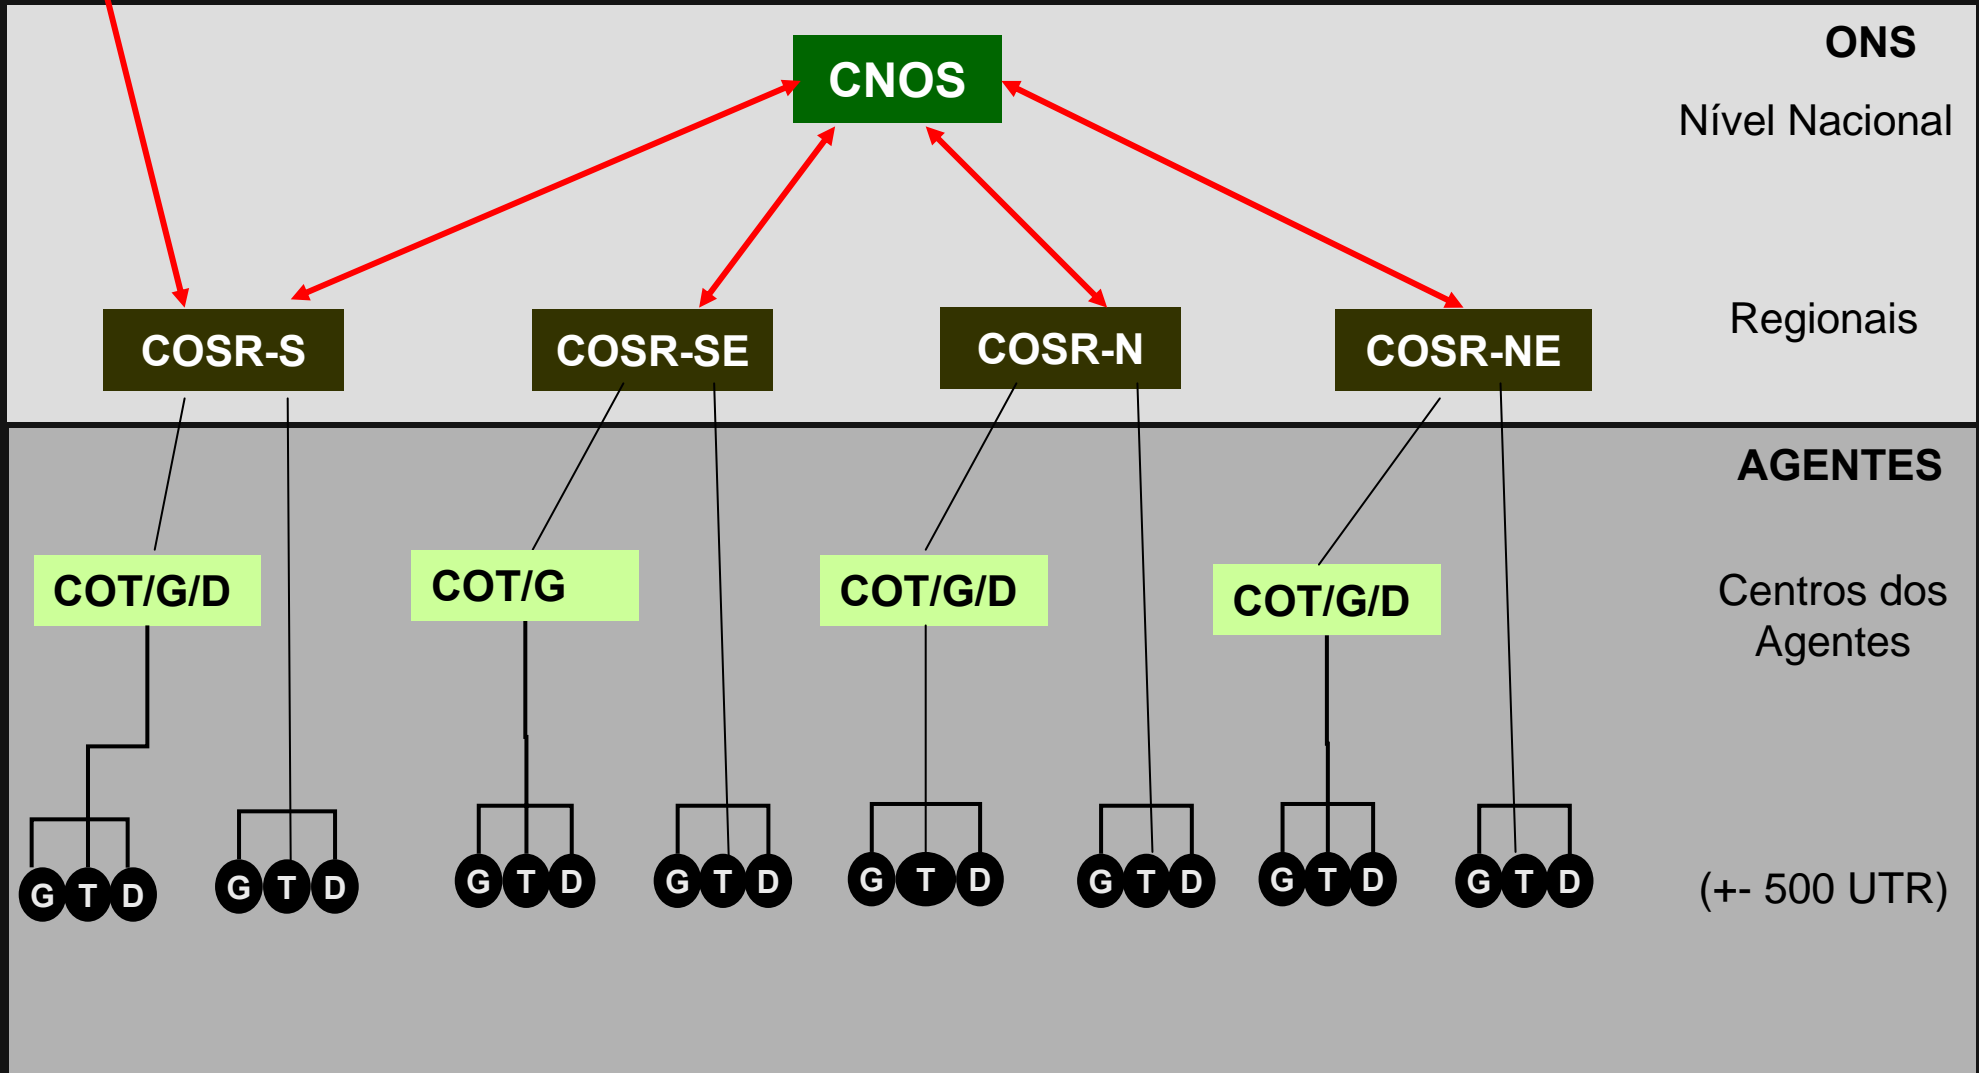 ONS
CNOS
Nível Nacional
Regionais
COSR-S
COSR-SE
COSR-N
COSR-NE
AGENTES
COT/G/D
COT/G
COT/G/D
COT/G/D
Centros dos
Agentes
G T D
G T D
G T D
G T D
G T D
G T D
G T D
G T D
(+- 500 UTR)